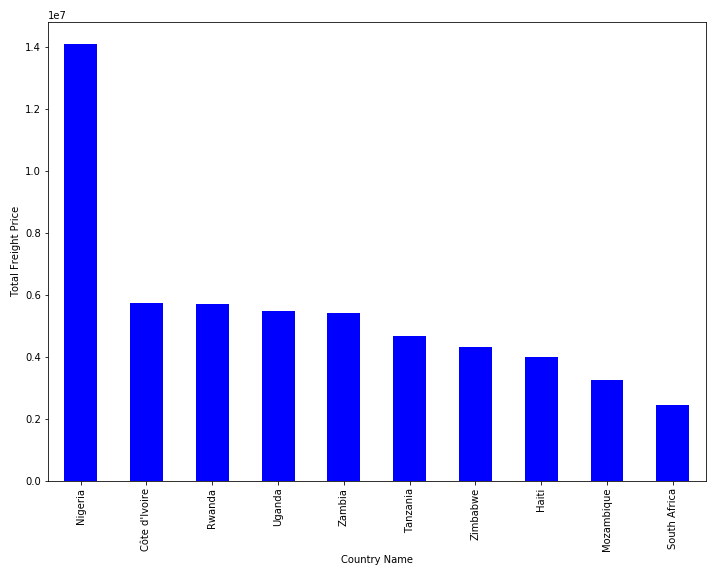 1e7
1.4
1.2
1.0
0.8
0.6
0.4
0.2
0.0
Total Freight Price
Nigeria
Côte d'Ivoire
Rwanda
Uganda
Zambia
Tanzania
Zimbabwe
Haiti
Mozambique
South Africa
Country Name